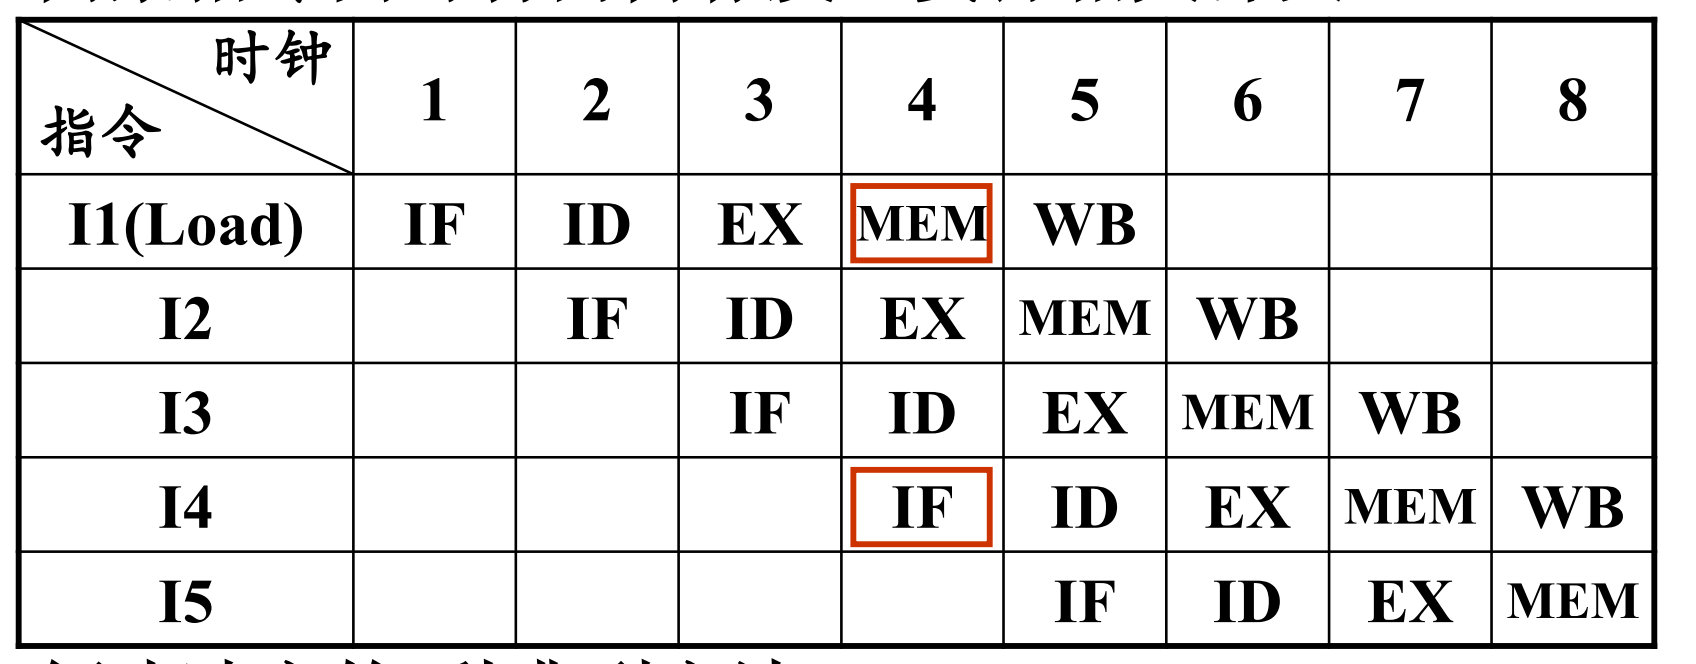 时钟 1 2 3 4 5 6 7 8
指令
I1(Load) IF ID EX MEM WB
I2 IF ID EX MEM WB
I3 IF ID EX MEM WB
I4 IF ID EX MEM WB
I5 IF ID EX MEM